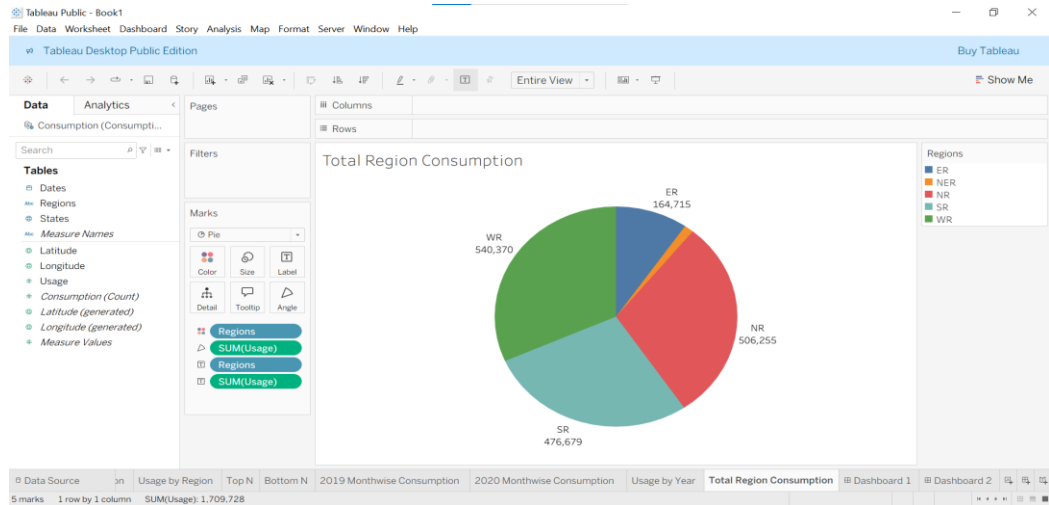 Tableau Public - Book1
File Data Worksheet Dashboard Story Analysis Map Format Server Window Help
Tableau Desktop Public Edition
Buy Tableau
Entire View
Show Me
Data Analytics
Consumption (Consumpti...
Search
Tables
Dates
Abc Regions
States
Abc Measure Names
Latitude
Longitude
Usage
Consumption (Count)
Latitude (generated)
Longitude (generated)
Measure Values
Pages
Filters
Marks
Pie
Color Size Label
Detail Tooltip Angle
Regions
SUM(Usage)
Regions
SUM(Usage)
Columns
Rows
Total Region Consumption
ER
164,715
WR
540,370
NR
506,255
SR
476,679
Regions
ER
NER
NR
SR
WR
Data Source on Usage by Region Top N Bottom N 2019 Monthwise Consumption 2020 Monthwise Consumption Usage by Year Total Region Consumption Dashboard 1 Dashboard 2
5 marks 1 row by 1 column SUM(Usage): 1,709,728